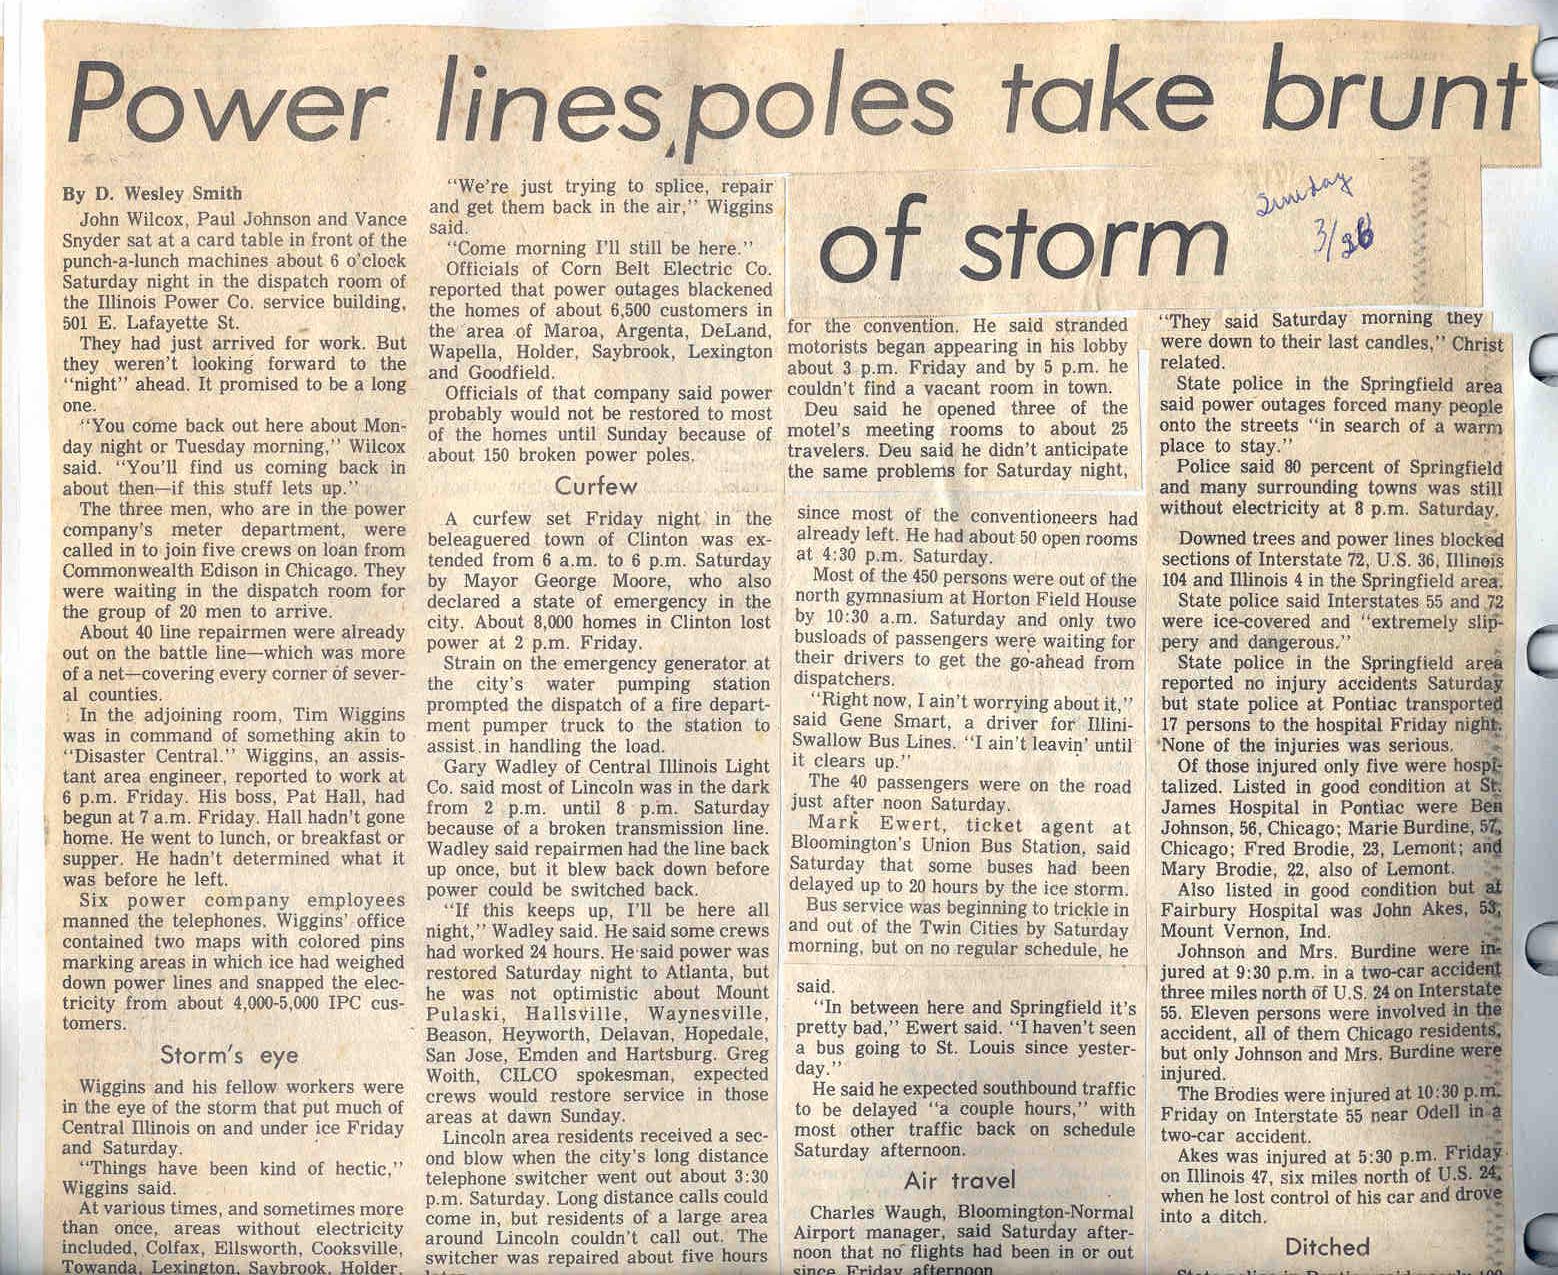 Power lines, poles take brunt
of storm
Sunday
3/26
By D. Wesley Smith
John Wilcox, Paul Johnson and Vance
Snyder sat at a card table in front of the
punch-a-lunch machines about 6 o'clock
Saturday night in the dispatch room of
the Illinois Power Co. service building,
501 E. Lafayette St.
They had just arrived for work. But
they weren't looking forward to the
"night" ahead. It promised to be a long
one.
"You come back out here about Mon-
day night or Tuesday morning," Wilcox
said. "You'll find us coming back in
about then—if this stuff lets up."
The three men, who are in the power
company's meter department, were
called in to join five crews on loan from
Commonwealth Edison in Chicago. They
were waiting in the dispatch room for
the group of 20 men to arrive.
About 40 line repairmen were already
out on the battle line—which was more
of a net—covering every corner of sever-
al counties.
In the adjoining room, Tim Wiggins
was in command of something akin to
"Disaster Central." Wiggins, an assis-
tant area engineer, reported to work at
6 p.m. Friday. His boss, Pat Hall, had
begun at 7 a.m. Friday. Hall hadn't gone
home. He went to lunch, or breakfast or
supper. He hadn't determined what it
was before he left.
Six power company employees
manned the telephones. Wiggins' office
contained two maps with colored pins
marking areas in which ice had weighed
down power lines and snapped the elec-
tricity from about 4,000-5,000 IPC cus-
tomers.
Storm's eye
Wiggins and his fellow workers were
in the eye of the storm that put much of
Central Illinois on and under ice Friday
and Saturday.
"Things have been kind of hectic,"
Wiggins said.
At various times, and sometimes more
than once, areas without electricity
included, Colfax, Ellsworth, Cooksville,
Towanda, Lexington, Saybrook, Holder,
"We're just trying to splice, repair
and get them back in the air," Wiggins
said.
"Come morning I'll still be here."
Officials of Corn Belt Electric Co.
reported that power outages blackened
the homes of about 6,500 customers in
the area of Maroa, Argenta, DeLand,
Wapella, Holder, Saybrook, Lexington
and Goodfield.
Officials of that company said power
probably would not be restored to most
of the homes until Sunday because of
about 150 broken power poles.
Curfew
A curfew set Friday night in the
beleaguered town of Clinton was ex-
tended from 6 a.m. to 6 p.m. Saturday
by Mayor George Moore, who also
declared a state of emergency in the
city. About 8,000 homes in Clinton lost
power at 2 p.m. Friday.
Strain on the emergency generator at
the city's water pumping station
prompted the dispatch of a fire depart-
ment pumper truck to the station to
assist in handling the load.
Gary Wadley of Central Illinois Light
Co. said most of Lincoln was in the dark
from 2 p.m. until 8 p.m. Saturday
because of a broken transmission line.
Wadley said repairmen had the line back
up once, but it blew back down before
power could be switched back.
"If this keeps up, I'll be here all
night," Wadley said. He said some crews
had worked 24 hours. He said power was
restored Saturday night to Atlanta, but
he was not optimistic about Mount
Pulaski, Hallsville, Waynesville,
Beason, Heyworth, Delavan, Hopedale,
San Jose, Emden and Hartsburg. Greg
Woith, CILCO spokesman, expected
crews would restore service in those
areas at dawn Sunday.
Lincoln area residents received a sec-
ond blow when the city's long distance
telephone switcher went out about 3:30
p.m. Saturday. Long distance calls could
come in, but residents of a large area
around Lincoln couldn't call out. The
switcher was repaired about five hours
for the convention. He said stranded
motorists began appearing in his lobby
about 3 p.m. Friday and by 5 p.m. he
couldn't find a vacant room in town.
Deu said he opened three of the
motel's meeting rooms to about 25
travelers. Deu said he didn't anticipate
the same problems for Saturday night,
since most of the conventioneers had
already left. He had about 50 open rooms
at 4:30 p.m. Saturday.
Most of the 450 persons were out of the
north gymnasium at Horton Field House
by 10:30 a.m. Saturday and only two
busloads of passengers were waiting for
their drivers to get the go-ahead from
dispatchers.
"Right now, I ain't worrying about it,"
said Gene Smart, a driver for Illini-
Swallow Bus Lines. "I ain't leavin' until
it clears up."
The 40 passengers were on the road
just after noon Saturday.
Mark Ewert, ticket agent at
Bloomington's Union Bus Station, said
Saturday that some buses had been
delayed up to 20 hours by the ice storm.
Bus service was beginning to trickle in
and out of the Twin Cities by Saturday
morning, but on no regular schedule, he
said.
"In between here and Springfield it's
pretty bad," Ewert said. "I haven't seen
a bus going to St. Louis since yester-
day."
He said he expected southbound traffic
to be delayed "a couple hours," with
most other traffic back on schedule
Saturday afternoon.
Air travel
Charles Waugh, Bloomington-Normal
Airport manager, said Saturday after-
noon that no flights had been in or out
since Friday afternoon
"They said Saturday morning they
were down to their last candles," Christ
related.
State police in the Springfield area
said power outages forced many people
onto the streets "in search of a warm
place to stay."
Police said 80 percent of Springfield
and many surrounding towns was still
without electricity at 8 p.m. Saturday.
Downed trees and power lines blocked
sections of Interstate 72, U.S. 36, Illinois
104 and Illinois 4 in the Springfield area.
State police said Interstates 55 and 72
were ice-covered and "extremely slip-
pery and dangerous."
State police in the Springfield area
reported no injury accidents Saturday
but state police at Pontiac transported
17 persons to the hospital Friday night.
None of the injuries was serious.
Of those injured only five were hospi-
talized. Listed in good condition at St.
James Hospital in Pontiac were Ben
Johnson, 56, Chicago; Marie Burdine, 57,
Chicago; Fred Brodie, 23, Lemont; and
Mary Brodie, 22, also of Lemont.
Also listed in good condition but at
Fairbury Hospital was John Akes, 53,
Mount Vernon, Ind.
Johnson and Mrs. Burdine were in-
jured at 9:30 p.m. in a two-car accident
three miles north of U.S. 24 on Interstate
55. Eleven persons were involved in the
accident, all of them Chicago residents,
but only Johnson and Mrs. Burdine were
injured.
The Brodies were injured at 10:30 p.m.
Friday on Interstate 55 near Odell in a
two-car accident.
Akes was injured at 5:30 p.m. Friday
on Illinois 47, six miles north of U.S. 24,
when he lost control of his car and drove
into a ditch.
Ditched